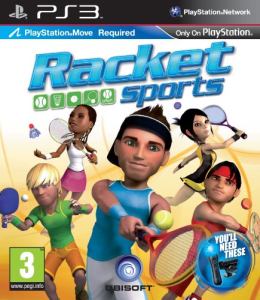 PS3
PlayStation Network
PlayStation Move Required
Only On PlayStation
Racket
sports
3
www.pegi.info
UBISOFT
YOU'LL
NEED
THESE